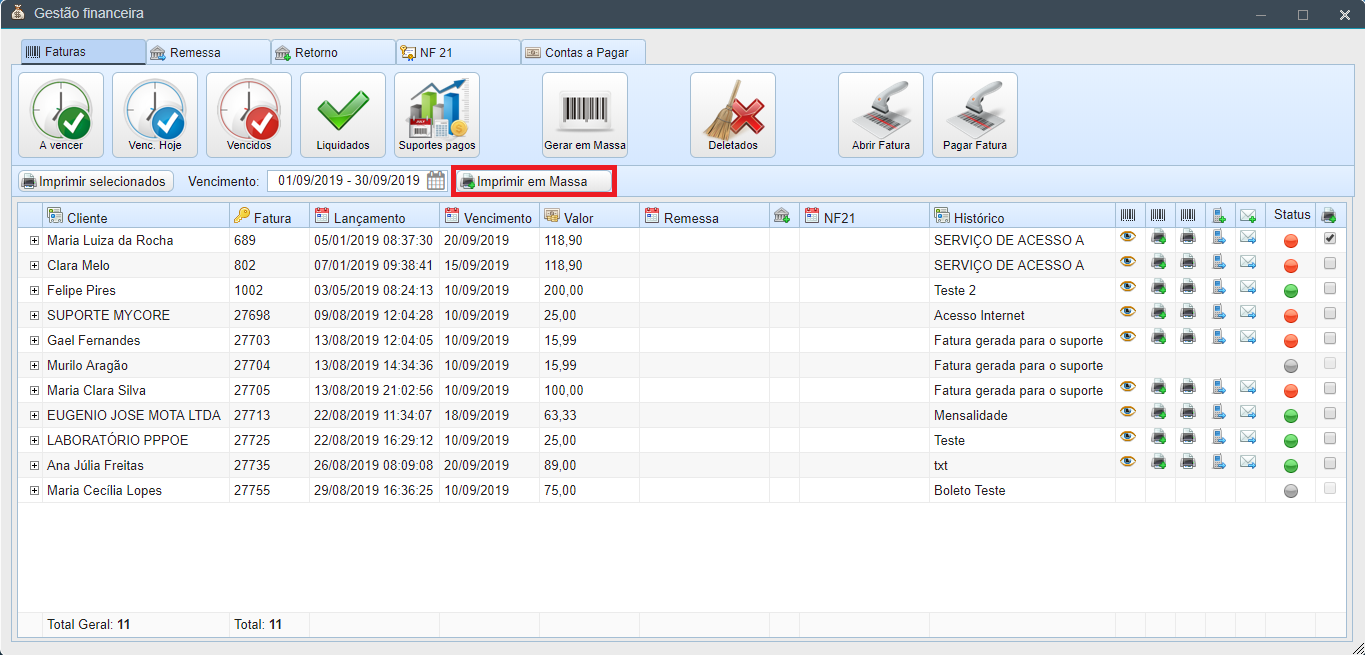 Gestão financeira
Faturas Remessa Retorno NF 21 Contas a Pagar
A vencer Venc. Hoje Vencidos Liquidados Suportes pagos Gerar em Massa Deletados Abrir Fatura Pagar Fatura
Imprimir selecionados Vencimento: 01/09/2019 - 30/09/2019 Imprimir em Massa
Cliente Fatura Lançamento Vencimento Valor Remessa NF21 Histórico Status
Maria Luiza da Rocha 689 05/01/2019 08:37:30 20/09/2019 118,90 SERVIÇO DE ACESSO A
Clara Melo 802 07/01/2019 09:38:41 15/09/2019 118,90 SERVIÇO DE ACESSO A
Felipe Pires 1002 03/05/2019 08:24:13 10/09/2019 200,00 Teste 2
SUPORTE MYCORE 27698 09/08/2019 12:04:28 10/09/2019 25,00 Acesso Internet
Gael Fernandes 27703 13/08/2019 12:04:05 10/09/2019 15,99 Fatura gerada para o suporte
Murilo Aragão 27704 13/08/2019 14:34:36 10/09/2019 15,99 Fatura gerada para o suporte
Maria Clara Silva 27705 13/08/2019 21:02:56 10/09/2019 100,00 Fatura gerada para o suporte
EUGENIO JOSE MOTA LTDA 27713 22/08/2019 11:34:07 18/09/2019 63,33 Mensalidade
LABORATÓRIO PPPOE 27725 22/08/2019 16:29:12 10/09/2019 25,00 Teste
Ana Júlia Freitas 27735 26/08/2019 08:09:08 20/09/2019 89,00 txt
Maria Cecília Lopes 27755 29/08/2019 16:36:25 10/09/2019 75,00 Boleto Teste
Total Geral: 11 Total: 11